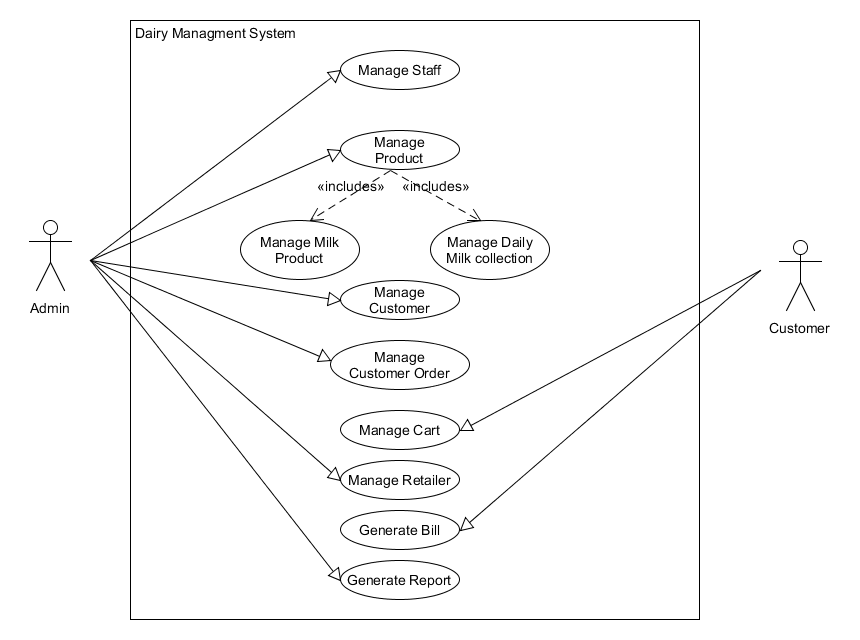 Dairy Managment System
Manage Staff
Manage
Product
«includes»
«includes»
Manage Milk
Product
Manage Daily
Milk collection
Admin
Manage
Customer
Customer
Manage
Customer Order
Manage Cart
Manage Retailer
Generate Bill
Generate Report